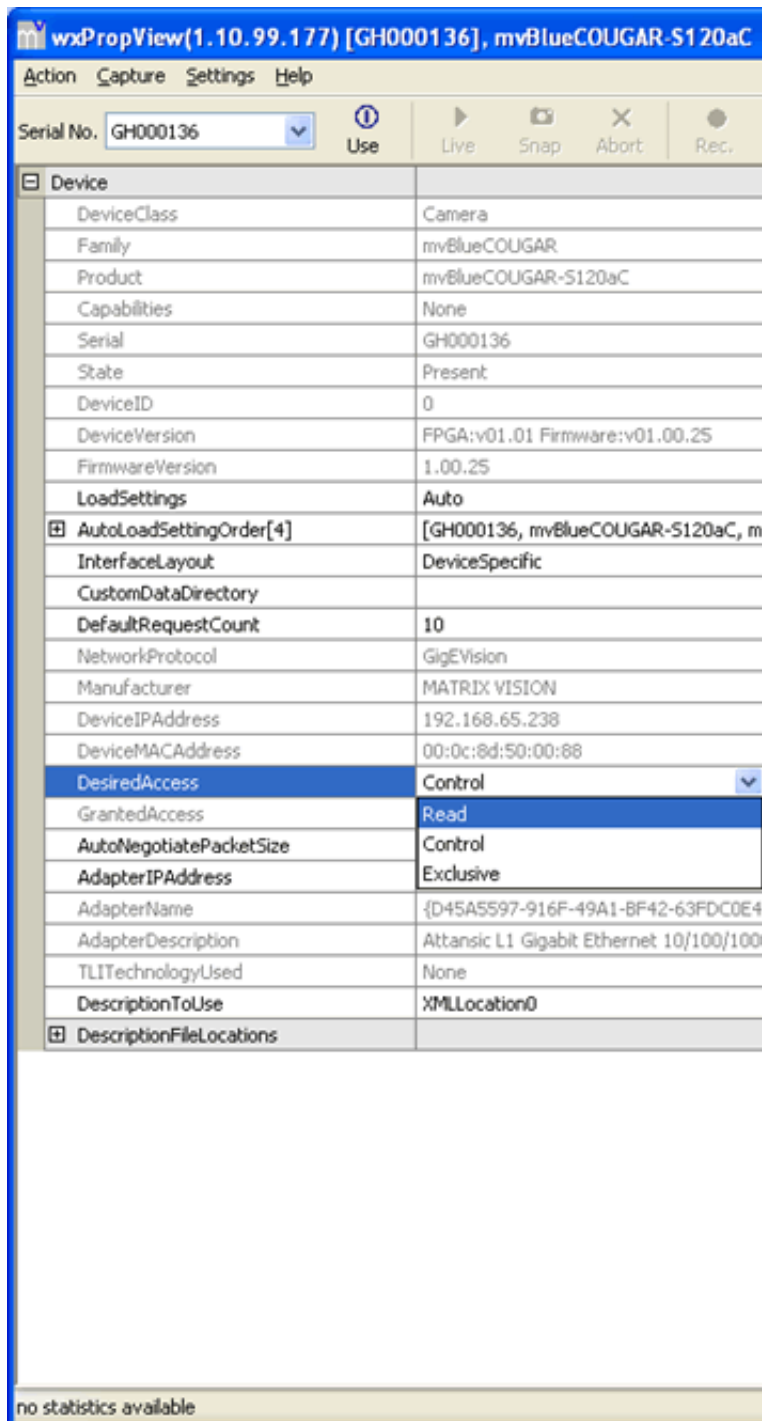 wxPropView(1.10.99.177) [GH000136], mvBlueCOUGAR-S120aC
Action Capture Settings Help
Serial No. GH000136 Use Live Snap Abort Rec.
Device
DeviceClass Camera
Family mvBlueCOUGAR
Product mvBlueCOUGAR-S120aC
Capabilities None
Serial GH000136
State Present
DeviceID 0
DeviceVersion FPGA:v01.01 Firmware:v01.00.25
FirmwareVersion 1.00.25
LoadSettings Auto
AutoLoadSettingOrder[4] [GH000136, mvBlueCOUGAR-S120aC, m
InterfaceLayout DeviceSpecific
CustomDataDirectory
DefaultRequestCount 10
NetworkProtocol GigEVision
Manufacturer MATRIX VISION
DeviceIPAddress 192.168.65.238
DeviceMACAddress 00:0c:8d:50:00:88
DesiredAccess Control
GrantedAccess Read
AutoNegotiatePacketSize Control
AdapterIPAddress Exclusive
AdapterName {D45A5597-916F-49A1-BF42-63FDC0E4
AdapterDescription Attansic L1 Gigabit Ethernet 10/100/100
TLITechnologyUsed None
DescriptionToUse XMLLocation0
DescriptionFileLocations
no statistics available